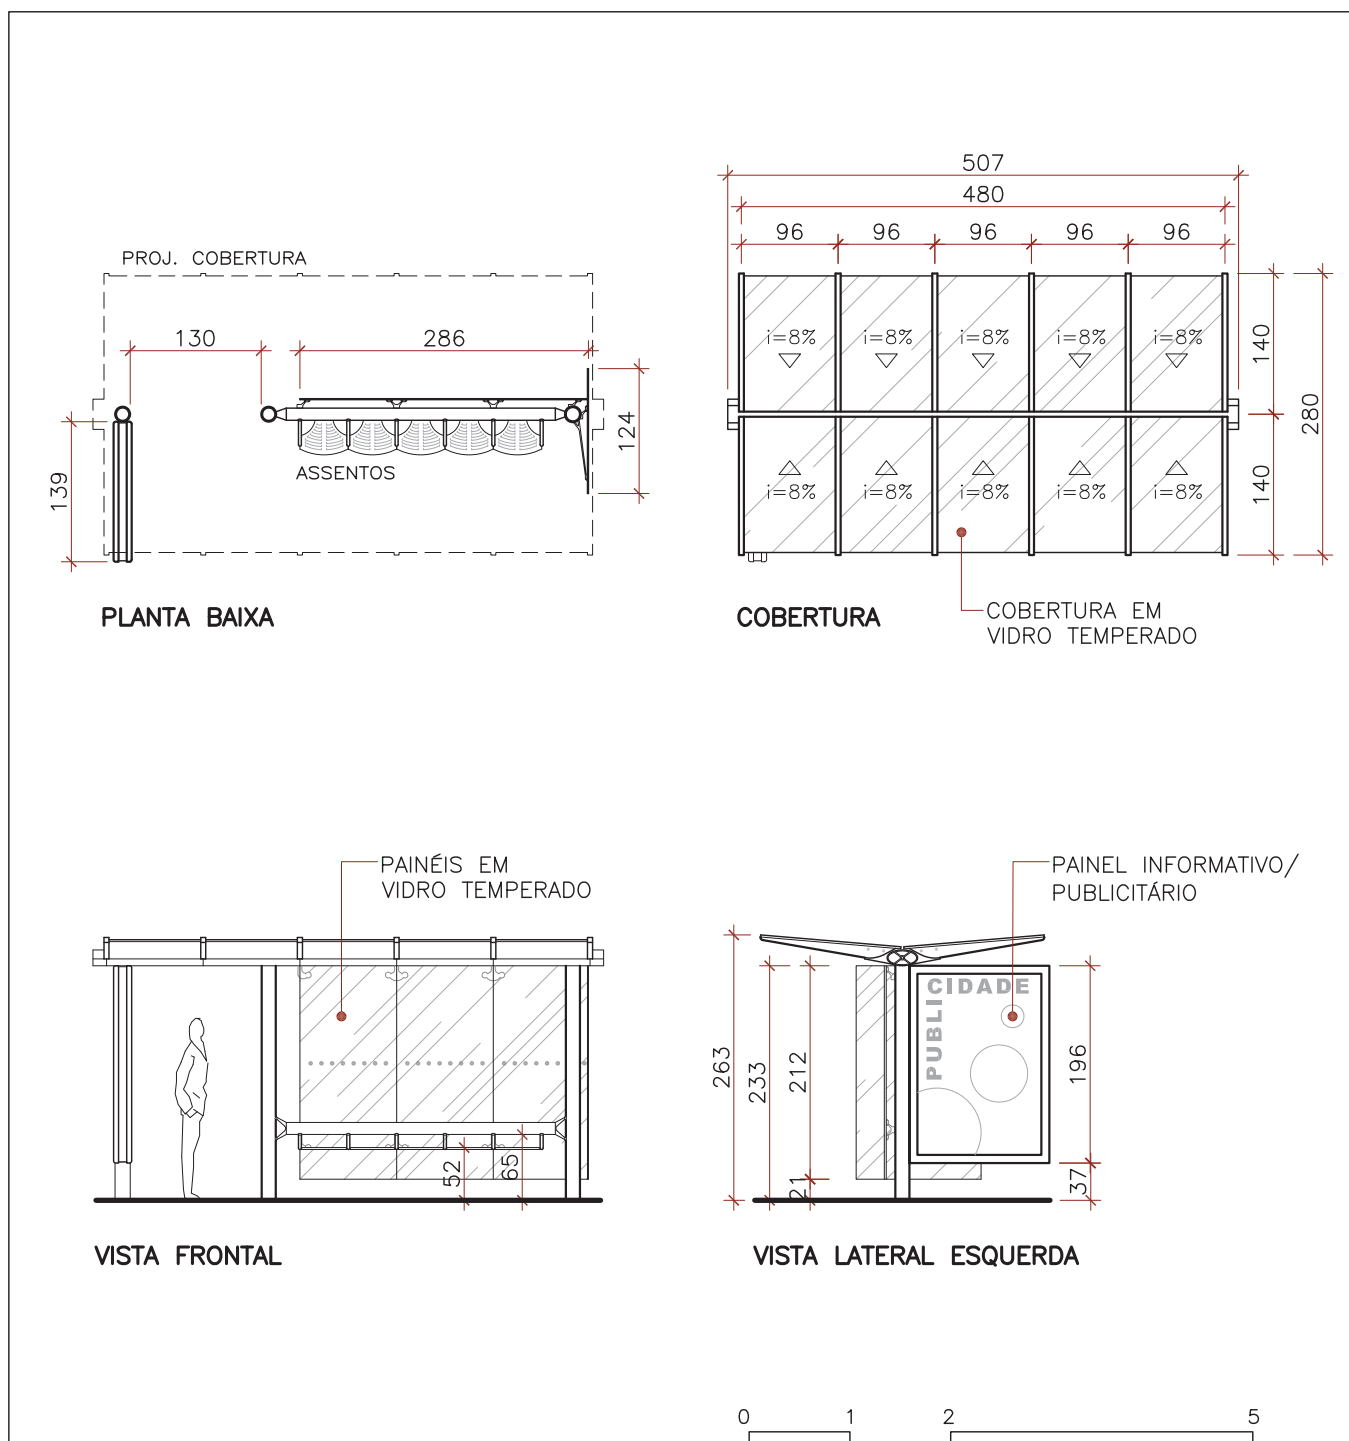 PROJ. COBERTURA
130
286
124
139
ASSENTOS
PLANTA BAIXA
507
480
96 96 96 96 96
i=8% i=8% i=8% i=8% i=8%
140
280
i=8% i=8% i=8% i=8% i=8%
140
COBERTURA
COBERTURA EM
VIDRO TEMPERADO
PAINÉIS EM
VIDRO TEMPERADO
52
65
VISTA FRONTAL
PAINEL INFORMATIVO/
PUBLICITÁRIO
PUBLICIDADE
263
233
212
21
196
37
VISTA LATERAL ESQUERDA
0 1 2 5